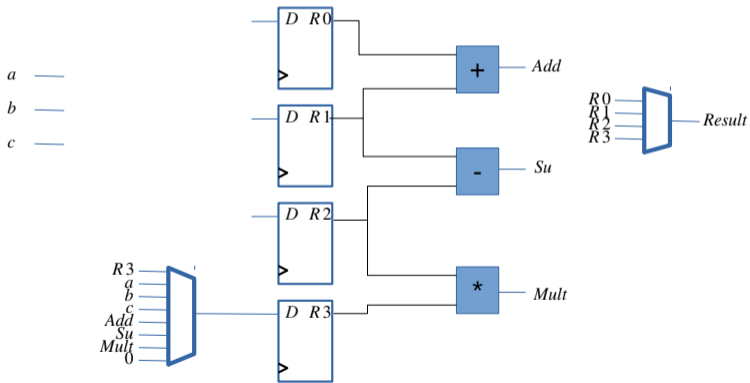 D R0
Add
+
a
b
c
D R1
R0
R1
R2
R3
Result
Su
-
D R2
R3
a
b
c
Add
Su
Mult
0
*
Mult
D R3